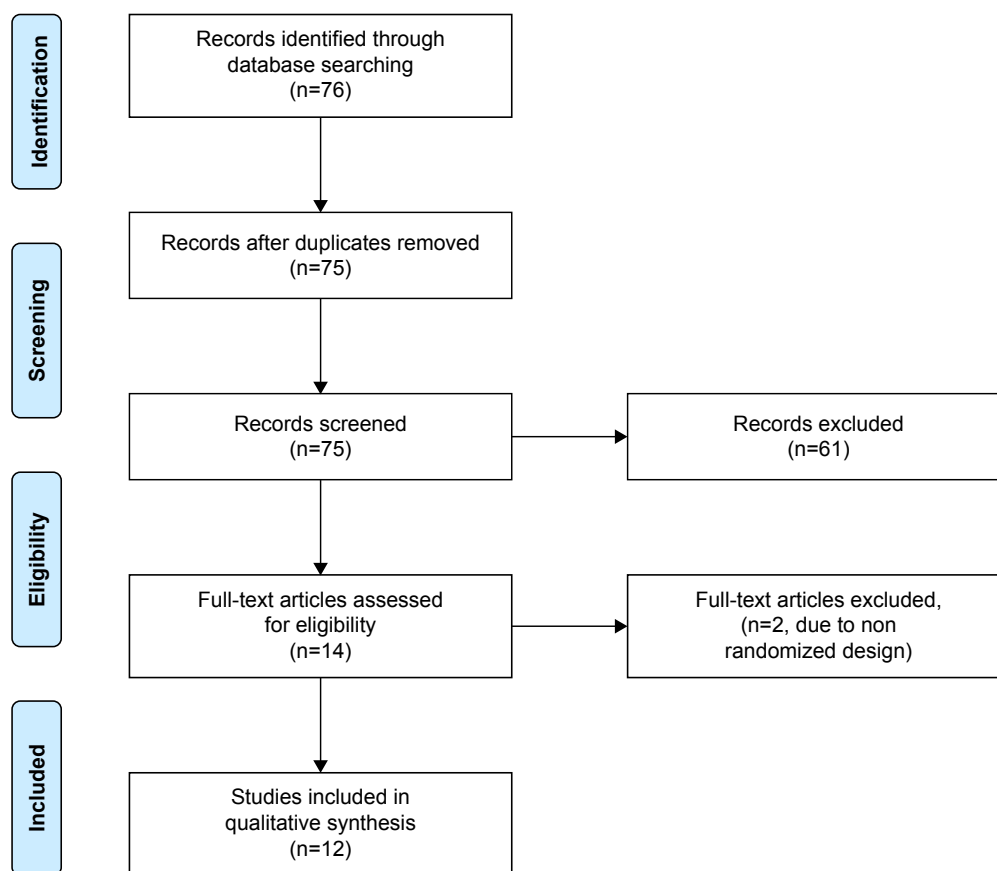 Identification
Records identified through
database searching
(n=76)
Screening
Records after duplicates removed
(n=75)
Records screened
(n=75)
Records excluded
(n=61)
Eligibility
Full-text articles assessed
for eligibility
(n=14)
Full-text articles excluded,
(n=2, due to non
randomized design)
Included
Studies included in
qualitative synthesis
(n=12)